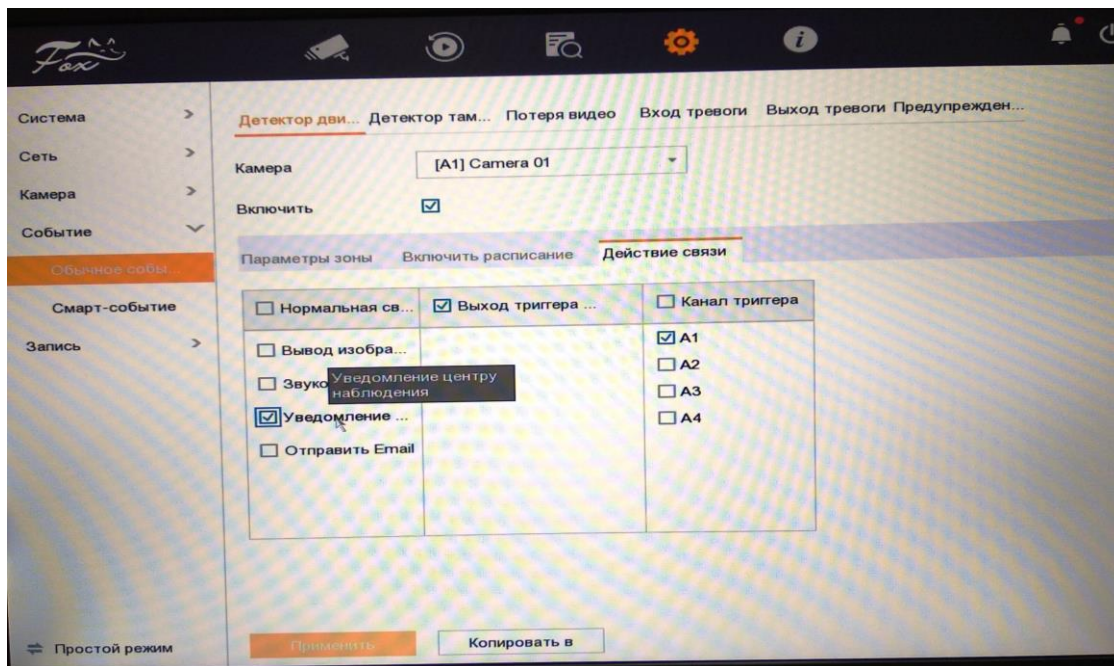 Fox
Система
Сеть
Камера
Событие
Обычное собы...
Смарт-событие
Запись
Простой режим
Детектор дви... Детектор там... Потеря видео Вход тревоги Выход тревоги Предупрежден...
Камера [A1] Camera 01
Включить
Параметры зоны Включить расписание Действие связи
Нормальная св... Выход триггера ... Канал триггера
Вывод изобра...
Звуко
Уведомление центру
наблюдения
Уведомление ...
Отправить Email
A1
A2
A3
A4
Применить Копировать в